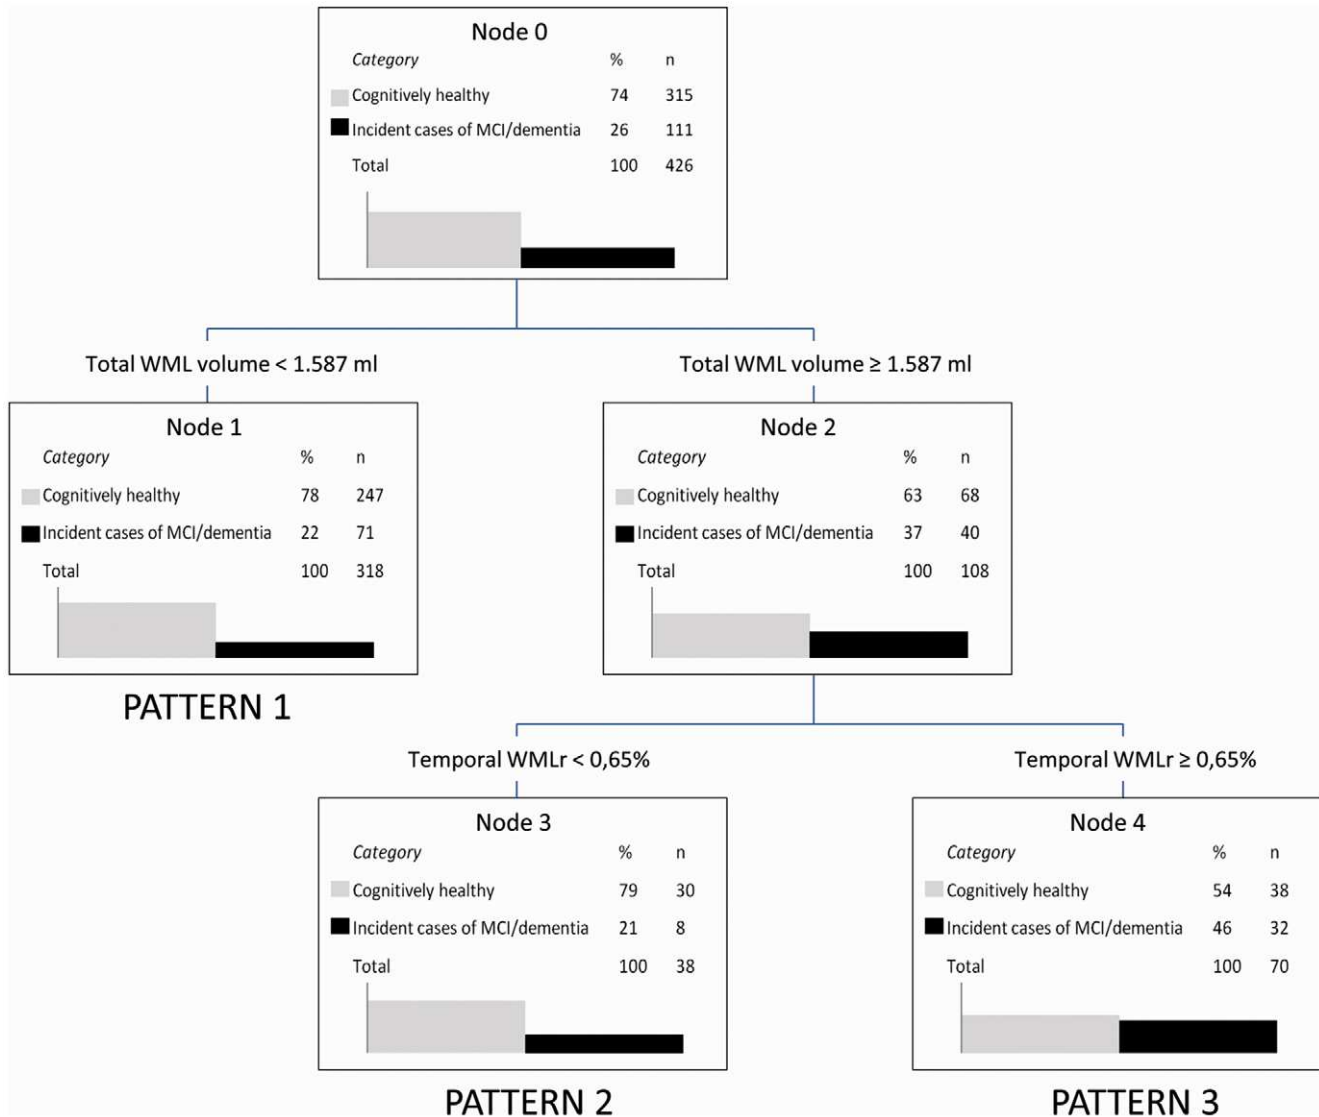 Node 0
Category % n
Cognitively healthy 74 315
Incident cases of MCI/dementia 26 111
Total 100 426
Total WML volume < 1.587 ml
Total WML volume ≥ 1.587 ml
Node 1
Category % n
Cognitively healthy 78 247
Incident cases of MCI/dementia 22 71
Total 100 318
PATTERN 1
Node 2
Category % n
Cognitively healthy 63 68
Incident cases of MCI/dementia 37 40
Total 100 108
Temporal WMLr < 0,65%
Temporal WMLr ≥ 0,65%
Node 3
Category % n
Cognitively healthy 79 30
Incident cases of MCI/dementia 21 8
Total 100 38
PATTERN 2
Node 4
Category % n
Cognitively healthy 54 38
Incident cases of MCI/dementia 46 32
Total 100 70
PATTERN 3